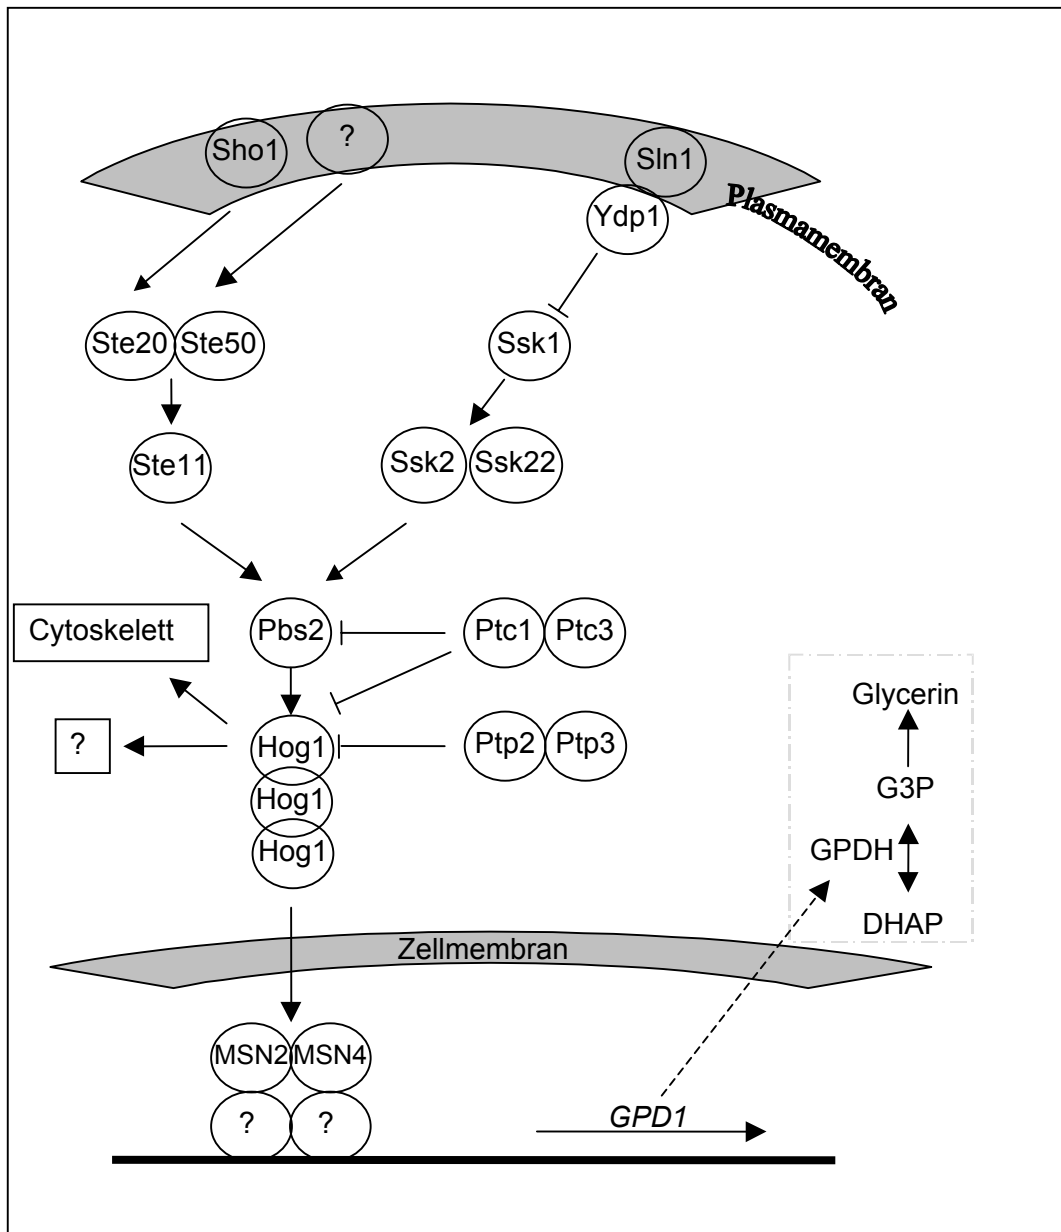 Sho1 ? Sln1
Ydp1
Plasmamembran
Ste20 Ste50 Ssk1
Ste11 Ssk2 Ssk22
Cytoskelett Pbs2 Ptc1 Ptc3
Glycerin
? Hog1 Ptp2 Ptp3
G3P
Hog1
Hog1 GPDH
DHAP
Zellmembran
MSN2 MSN4
? ? GPD1